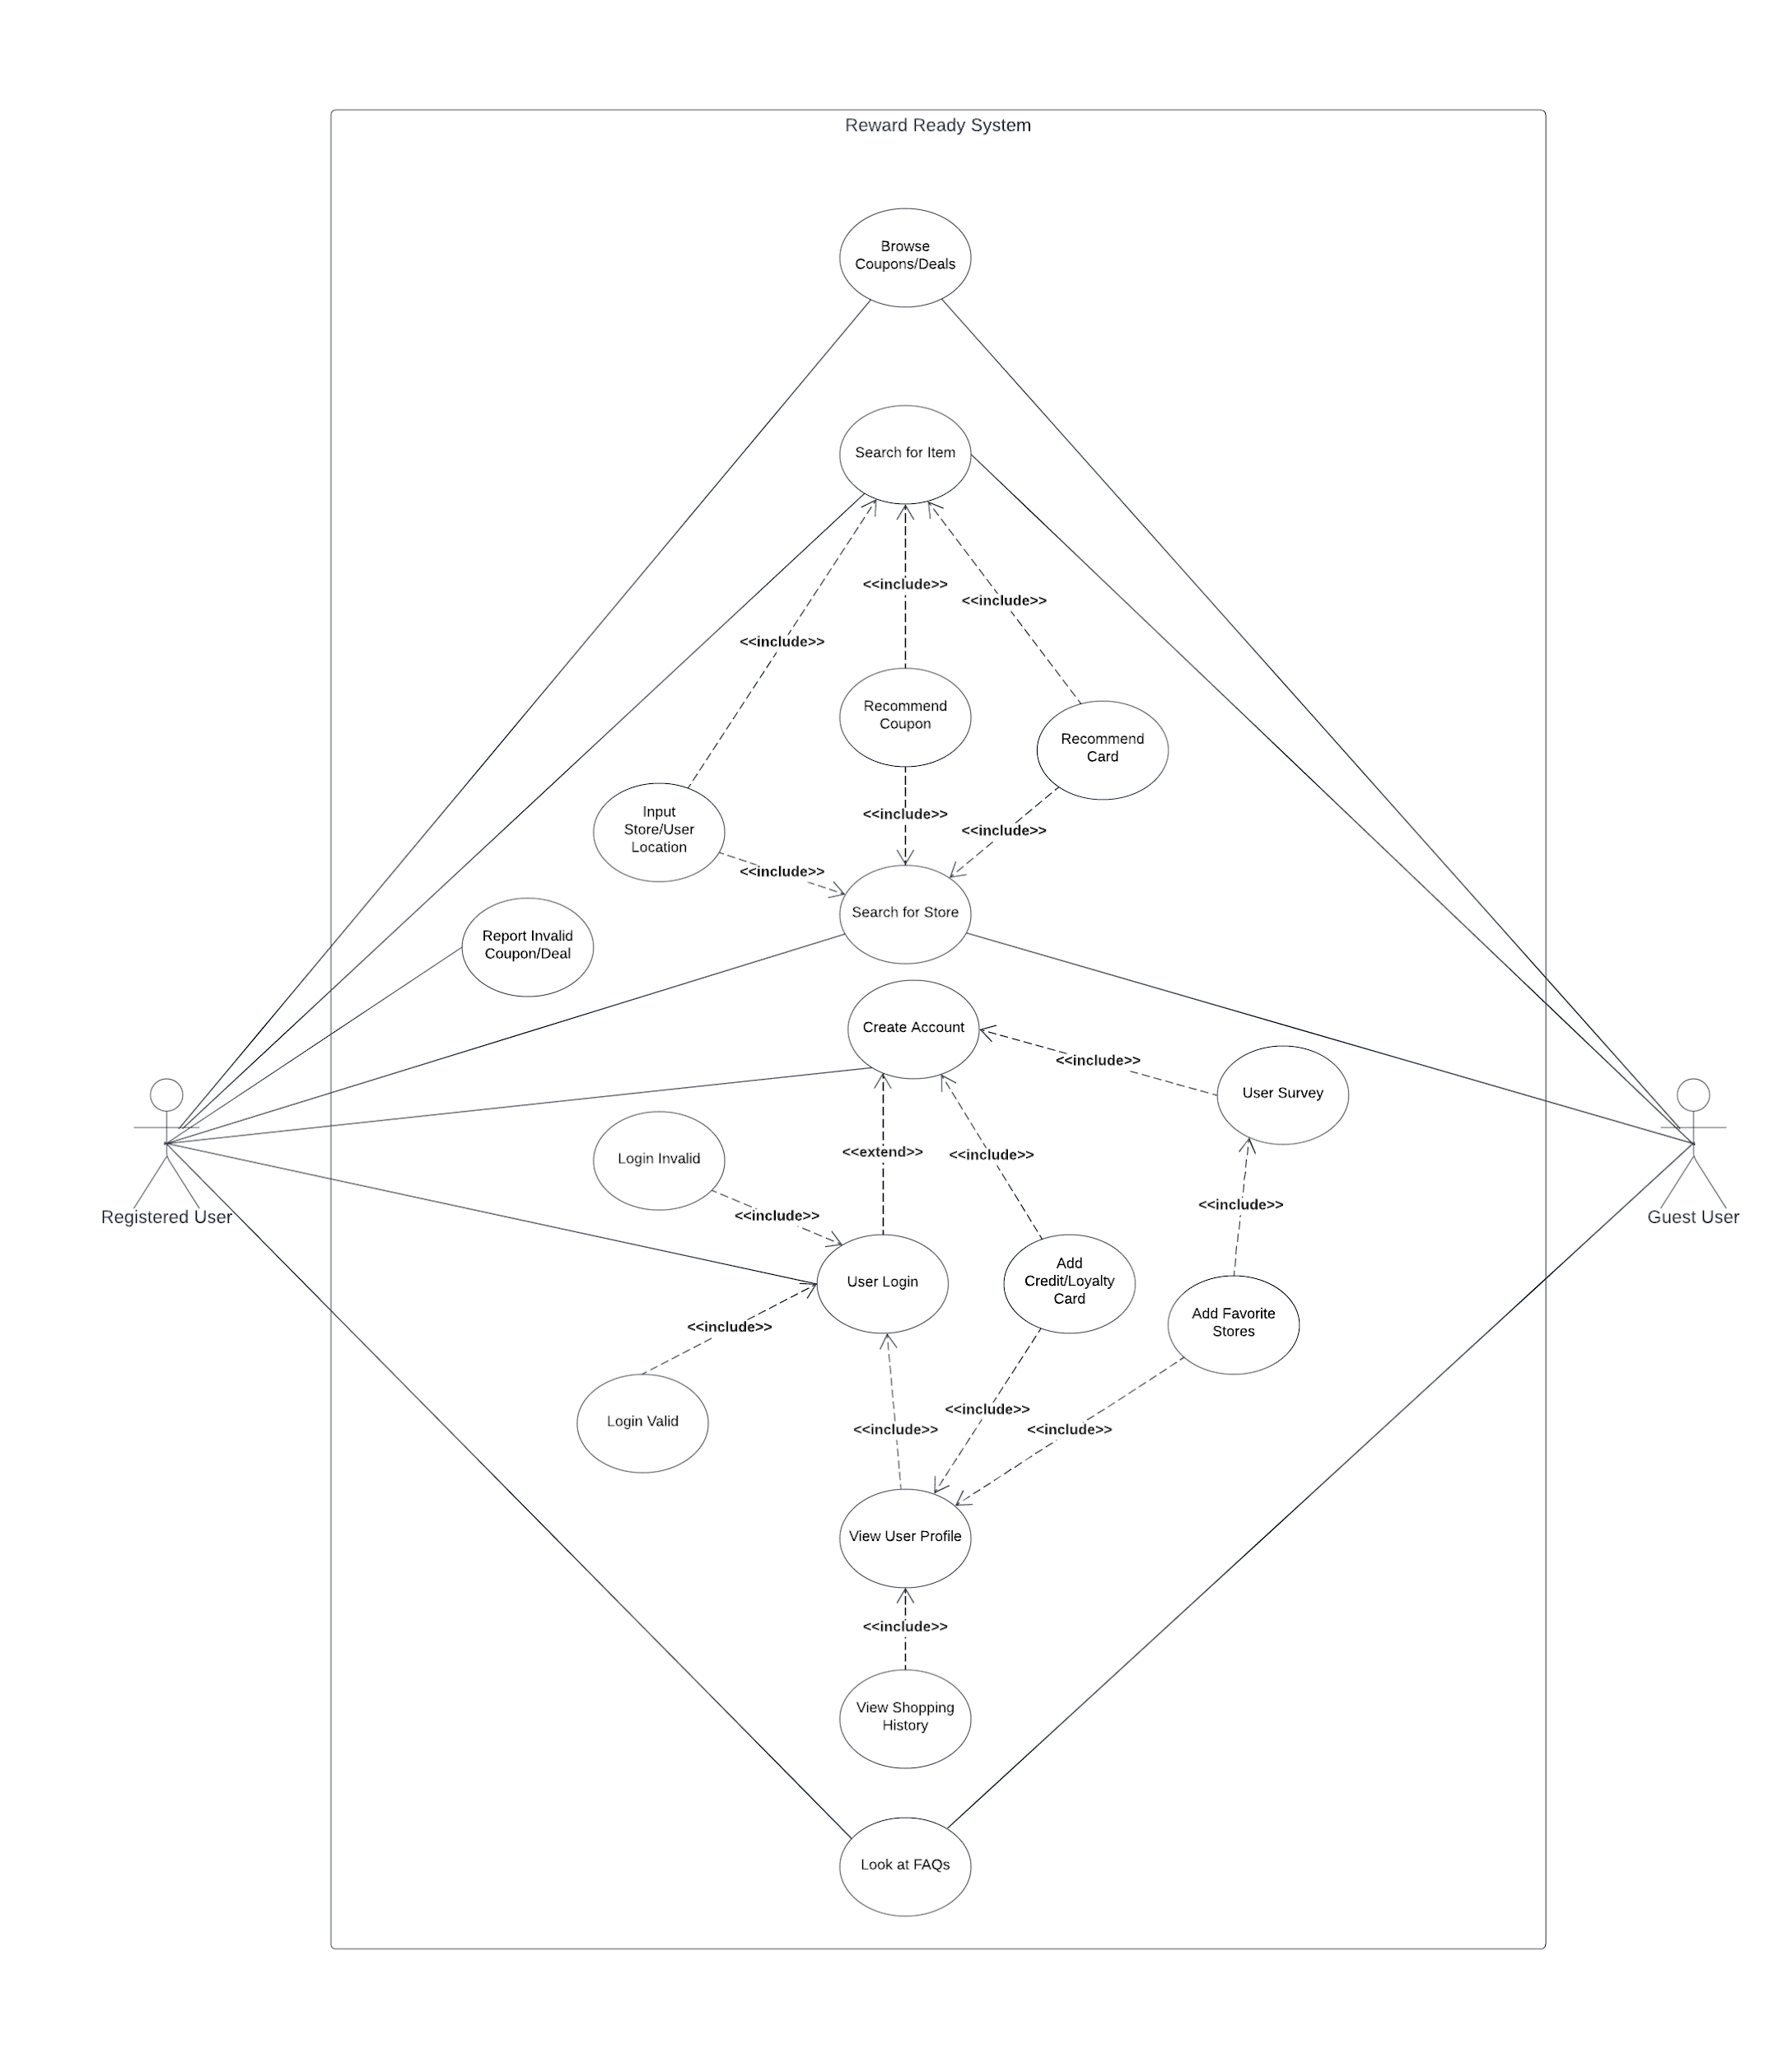 Reward Ready System
Browse
Coupons/Deals
Search for Item
<<include>>
<<include>>
<<include>>
Recommend
Coupon
Recommend
Card
Input
Store/User
Location
<<include>>
<<include>>
<<include>>
Search for Store
Report Invalid
Coupon/Deal
Create Account
<<include>>
User Survey
Login Invalid
<<extend>>
<<include>>
<<include>>
<<include>>
Registered User
Guest User
User Login
Add
Credit/Loyalty
Card
Add Favorite
Stores
<<include>>
Login Valid
<<include>>
<<include>>
<<include>>
View User Profile
<<include>>
View Shopping
History
Look at FAQs